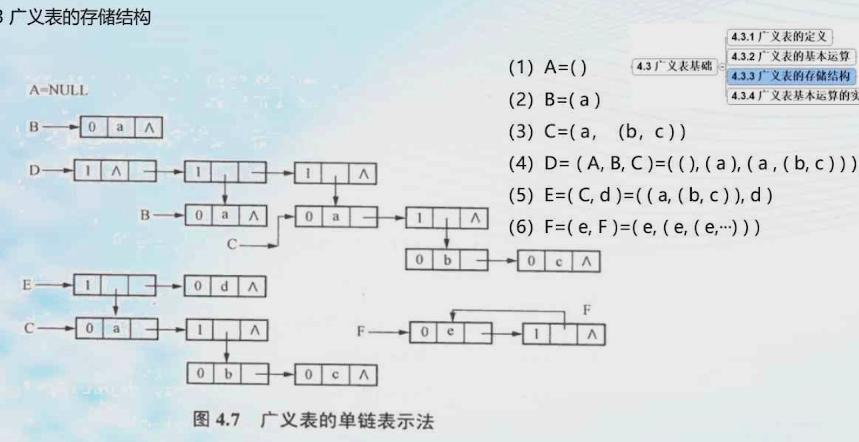 3 广义表的存储结构
4.3 广义表基础
4.3.1 广义表的定义
4.3.2 广义表的基本运算
4.3.3 广义表的存储结构
4.3.4 广义表基本运算的实
(1) A=( )
(2) B=( a )
(3) C=( a, (b, c ) )
(4) D= ( A, B, C )=( ( ), ( a ), ( a , ( b, c ) ) )
(5) E=( C, d )=( ( a, ( b, c ) ), d )
(6) F=( e, F )=( e, ( e, ( e,…) ) )
A=NULL
B 0 a ∧
D 1 ∧ 1 1 ∧
B 0 a ∧ 0 a 1 ∧
C
0 b 0 c ∧
E 1 0 d ∧
C 0 a 1 ∧
0 b 0 c ∧
F
F 0 e 1 ∧
图 4.7 广义表的单链表示法